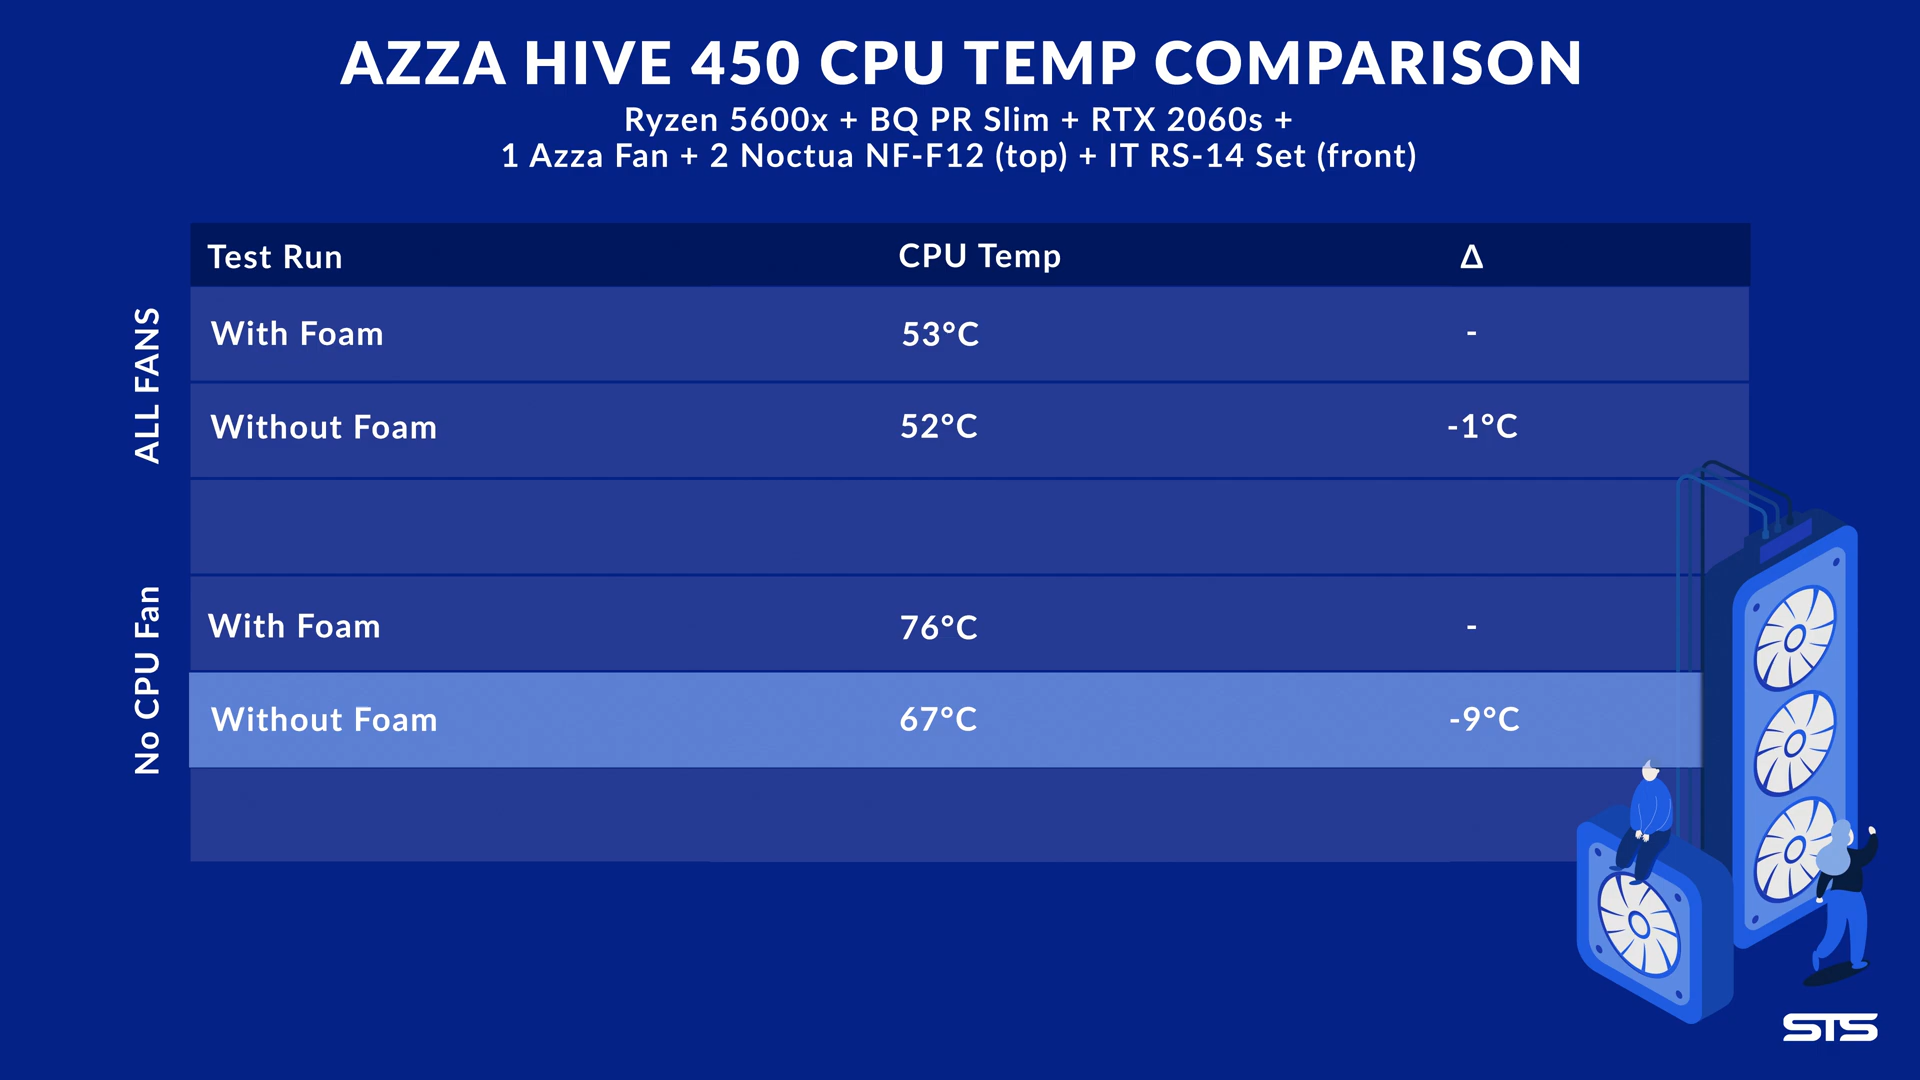 AZZA HIVE 450 CPU TEMP COMPARISON
Ryzen 5600x + BQ PR Slim + RTX 2060s +
1 Azza Fan + 2 Noctua NF-F12 (top) + IT RS-14 Set (front)
Test Run CPU Temp Δ
ALL FANS
With Foam 53°C -
Without Foam 52°C -1°C
No CPU Fan
With Foam 76°C -
Without Foam 67°C -9°C
STS